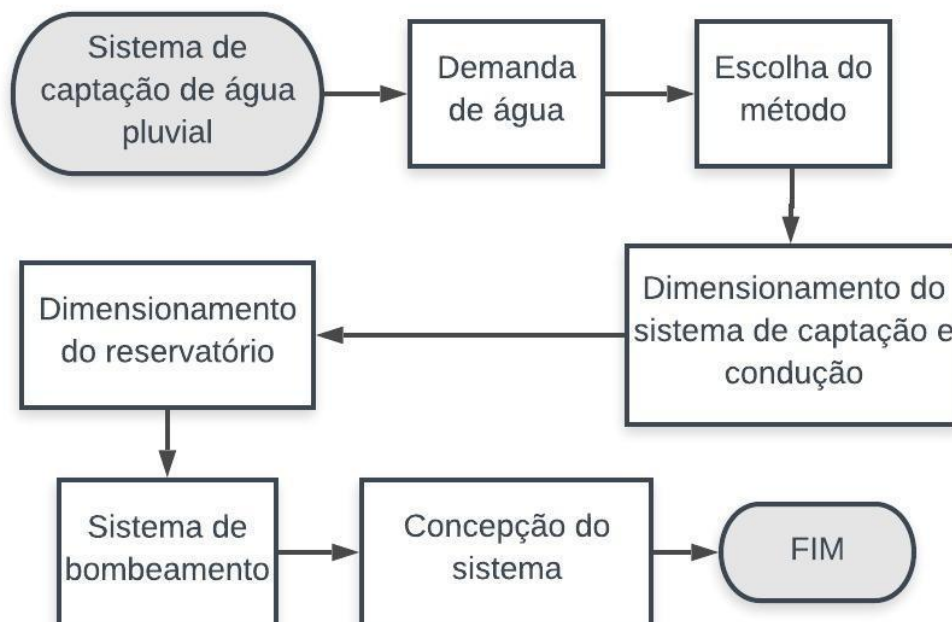 Sistema de
captação de água
pluvial
Demanda
de água
Escolha do
método
Dimensionamento do
sistema de captação e
condução
Dimensionamento
do reservatório
Sistema de
bombeamento
Concepção do
sistema
FIM